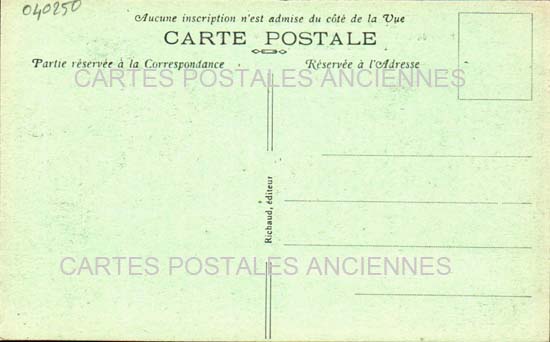 040250
Aucune inscription n'est admise du côté de la Vue
CARTE POSTALE
Partie réservée à la Correspondance
Réservée à l'Adresse
CARTES POSTALES ANCIENNES
Richaud, éditeur
CARTES POSTALES ANCIENNES